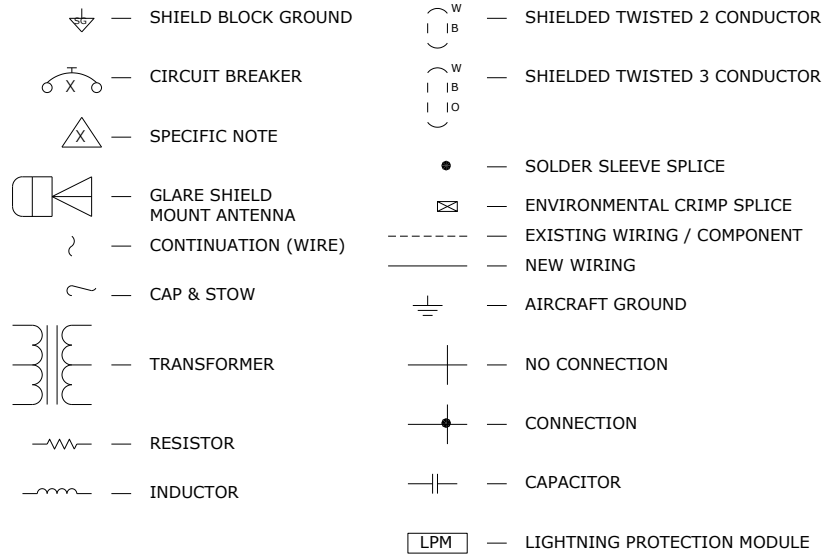 SG — SHIELD BLOCK GROUND
X — CIRCUIT BREAKER
X — SPECIFIC NOTE
— GLARE SHIELD
MOUNT ANTENNA
— CONTINUATION (WIRE)
— CAP & STOW
— TRANSFORMER
— RESISTOR
— INDUCTOR
W
B
— SHIELDED TWISTED 2 CONDUCTOR
W
B
O
— SHIELDED TWISTED 3 CONDUCTOR
— SOLDER SLEEVE SPLICE
— ENVIRONMENTAL CRIMP SPLICE
— EXISTING WIRING / COMPONENT
— NEW WIRING
— AIRCRAFT GROUND
— NO CONNECTION
— CONNECTION
— CAPACITOR
LPM — LIGHTNING PROTECTION MODULE